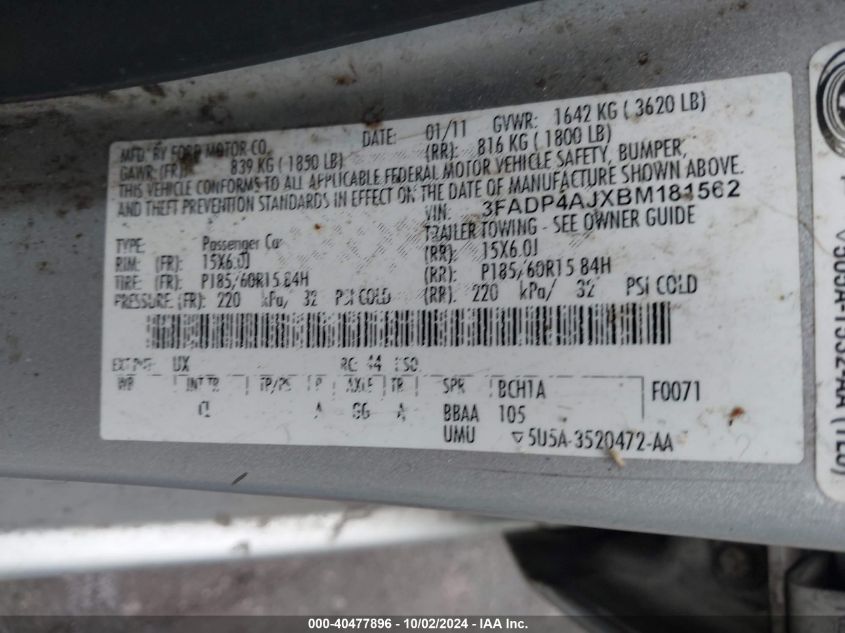 MFD. BY FORD MOTOR CO.
DATE: 01/11 GVWR: 1642 KG ( 3620 LB)
GAWR: (FR): 839 KG ( 1850 LB) (RR): 816 KG ( 1800 LB)
THIS VEHICLE CONFORMS TO ALL APPLICABLE FEDERAL MOTOR VEHICLE SAFETY, BUMPER,
AND THEFT PREVENTION STANDARDS IN EFFECT ON THE DATE OF MANUFACTURE SHOWN ABOVE.
VIN: 3FADP4AJXBM181562
TYPE: Passenger Car TRAILER TOWING - SEE OWNER GUIDE
RIM: (FR): 15X6.0J (RR): 15X6.0J
TIRE: (FR): P185/60R15 84H (RR): P185/60R15 84H
PRESSURE: (FR): 220 kPa/ 32 PSI COLD (RR): 220 kPa/ 32 PSI COLD
EXT PNT: UX RC: 44 DSO:
WB INT TR TP/PS R AXLE TR SPR BCH1A F0071
A GG A BBAA 105
UMU ▽5U5A-3520472-AA
000-40477896 - 10/02/2024 - IAA Inc.